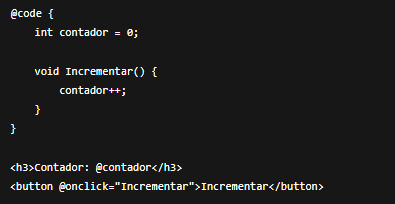 @code {
    int contador = 0;

    void Incrementar() {
        contador++;
    }
}

<h3>Contador: @contador</h3>
<button @onclick="Incrementar">Incrementar</button>